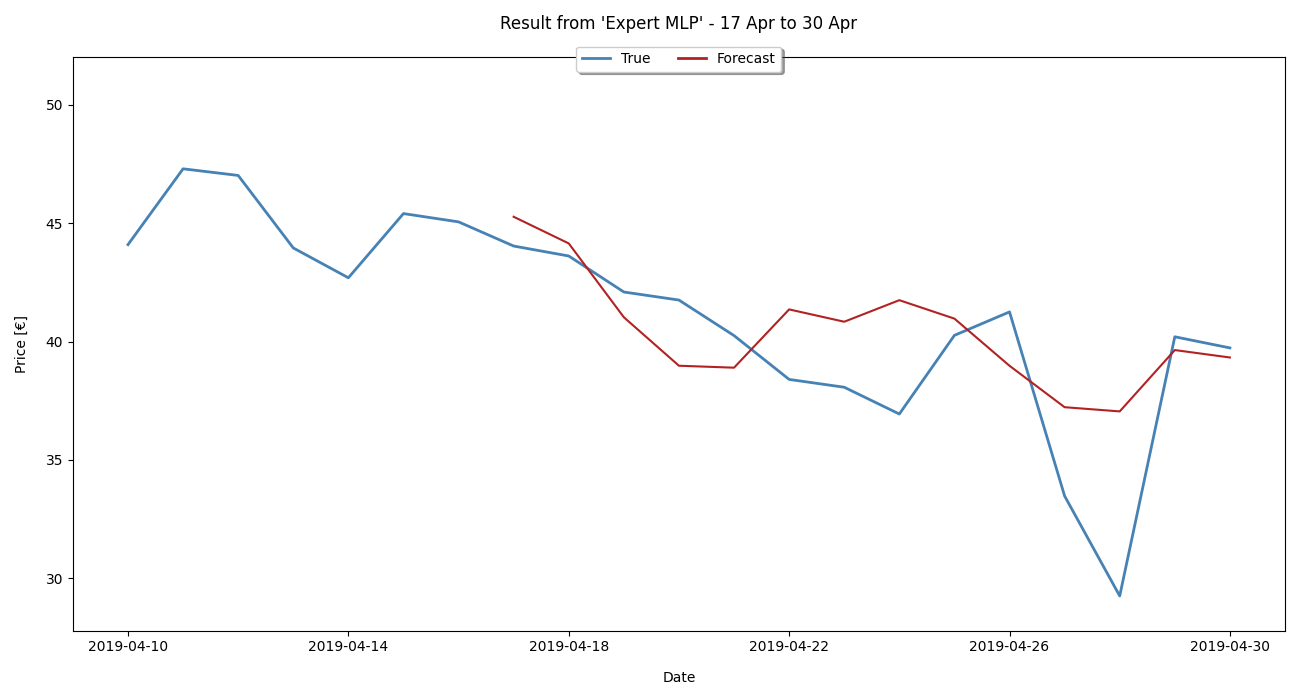 Result from 'Expert MLP' - 17 Apr to 30 Apr
True Forecast
50
45
40
35
30
Price [€]
2019-04-10 2019-04-14 2019-04-18 2019-04-22 2019-04-26 2019-04-30
Date